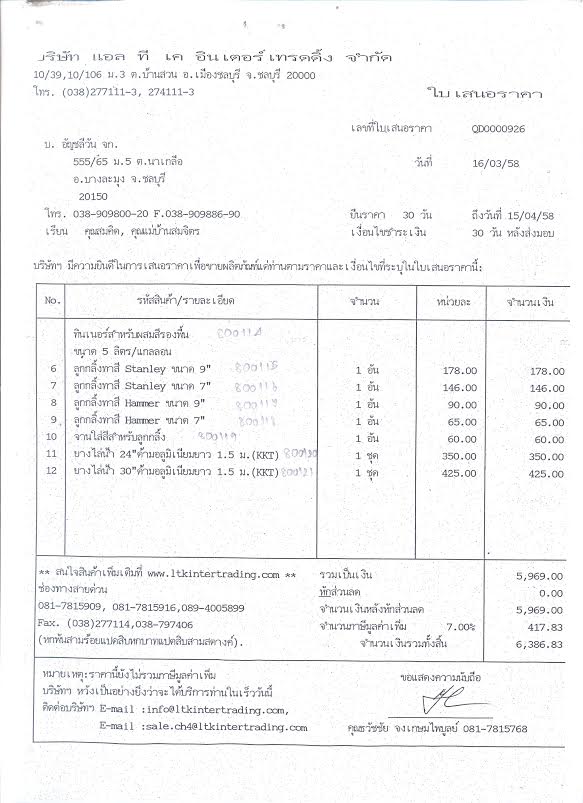 บริษัท แอล ที เค อินเตอร์เทรดดิ้ง จำกัด
10/39,10/106 ม.3 ต.บ้านสวน อ.เมืองชลบุรี จ.ชลบุรี 20000
โทร. (038)277111-3, 274111-3
ใบเสนอราคา
เลขที่ใบเสนอราคา QD0000926
บ. อัญชลีวัน จก.
555/65 ม.5 ต.นาเกลือ
วันที่ 16/03/58
อ.บางละมุง จ.ชลบุรี
20150
โทร. 038-909800-20 F.038-909886-90
ยืนราคา 30 วัน ถึงวันที่ 15/04/58
เรียน คุณสมคิด, คุณแม่บ้านสมจิตร
เงื่อนไขชำระเงิน 30 วัน หลังส่งมอบ
บริษัทฯ มีความยินดีในการเสนอราคาเพื่อขายผลิตภัณฑ์แด่ท่านตามราคาและเงื่อนไขที่ระบุในใบเสนอราคานี้:
No. รหัสสินค้า/รายละเอียด จำนวน หน่วยละ จำนวนเงิน
ทินเนอร์สำหรับผสมสีรองพื้น
ขนาด 5 ลิตร/แกลลอน
6 ลูกกลิ้งทาสี Stanley ขนาด 9" 1 อัน 178.00 178.00
7 ลูกกลิ้งทาสี Stanley ขนาด 7" 1 อัน 146.00 146.00
8 ลูกกลิ้งทาสี Hammer ขนาด 9" 1 อัน 90.00 90.00
9 ลูกกลิ้งทาสี Hammer ขนาด 7" 1 อัน 65.00 65.00
10 จานใส่สีสำหรับลูกกลิ้ง 800119 1 อัน 60.00 60.00
11 ยางไล่น้ำ 24"ด้ามอลูมิเนียมยาว 1.5 ม.(KKT) 800120 1 ชุด 350.00 350.00
12 ยางไล่น้ำ 30"ด้ามอลูมิเนียมยาว 1.5 ม.(KKT) 800121 1 ชุด 425.00 425.00
** สนใจสินค้าเพิ่มเติมที่ www.ltkintertrading.com **
รวมเป็นเงิน 5,969.00
ช่องทางสายด่วน
หักส่วนลด 0.00
081-7815909, 081-7815916,089-4005899
จำนวนเงินหลังหักส่วนลด 5,969.00
Fax. (038)277114,038-797406
จำนวนภาษีมูลค่าเพิ่ม 7.00% 417.83
(หกพันสามร้อยแปดสิบหกบาทแปดสิบสามสตางค์).
จำนวนเงินรวมทั้งสิ้น 6,386.83
หมายเหตุ:ราคานี้ยังไม่รวมภาษีมูลค่าเพิ่ม
ขอแสดงความนับถือ
บริษัทฯ หวังเป็นอย่างยิ่งว่าจะได้บริการท่านในเร็ววันนี้
ติดต่อบริษัทฯ E-mail :info@ltkintertrading.com,
E-mail :sale.ch4@ltkintertrading.com
คุณธวัชชัย จงเกษมไพบูลย์ 081-7815768